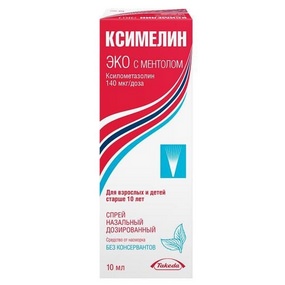 КСИМЕЛИН
ЭКО С МЕНТОЛОМ
Ксилометазолин
140 мкг/доза
Для взрослых и детей
старше 10 лет
СПРЕЙ
НАЗАЛЬНЫЙ
ДОЗИРОВАННЫЙ
Средство от насморка
БЕЗ КОНСЕРВАНТОВ
10 мл
Takeda